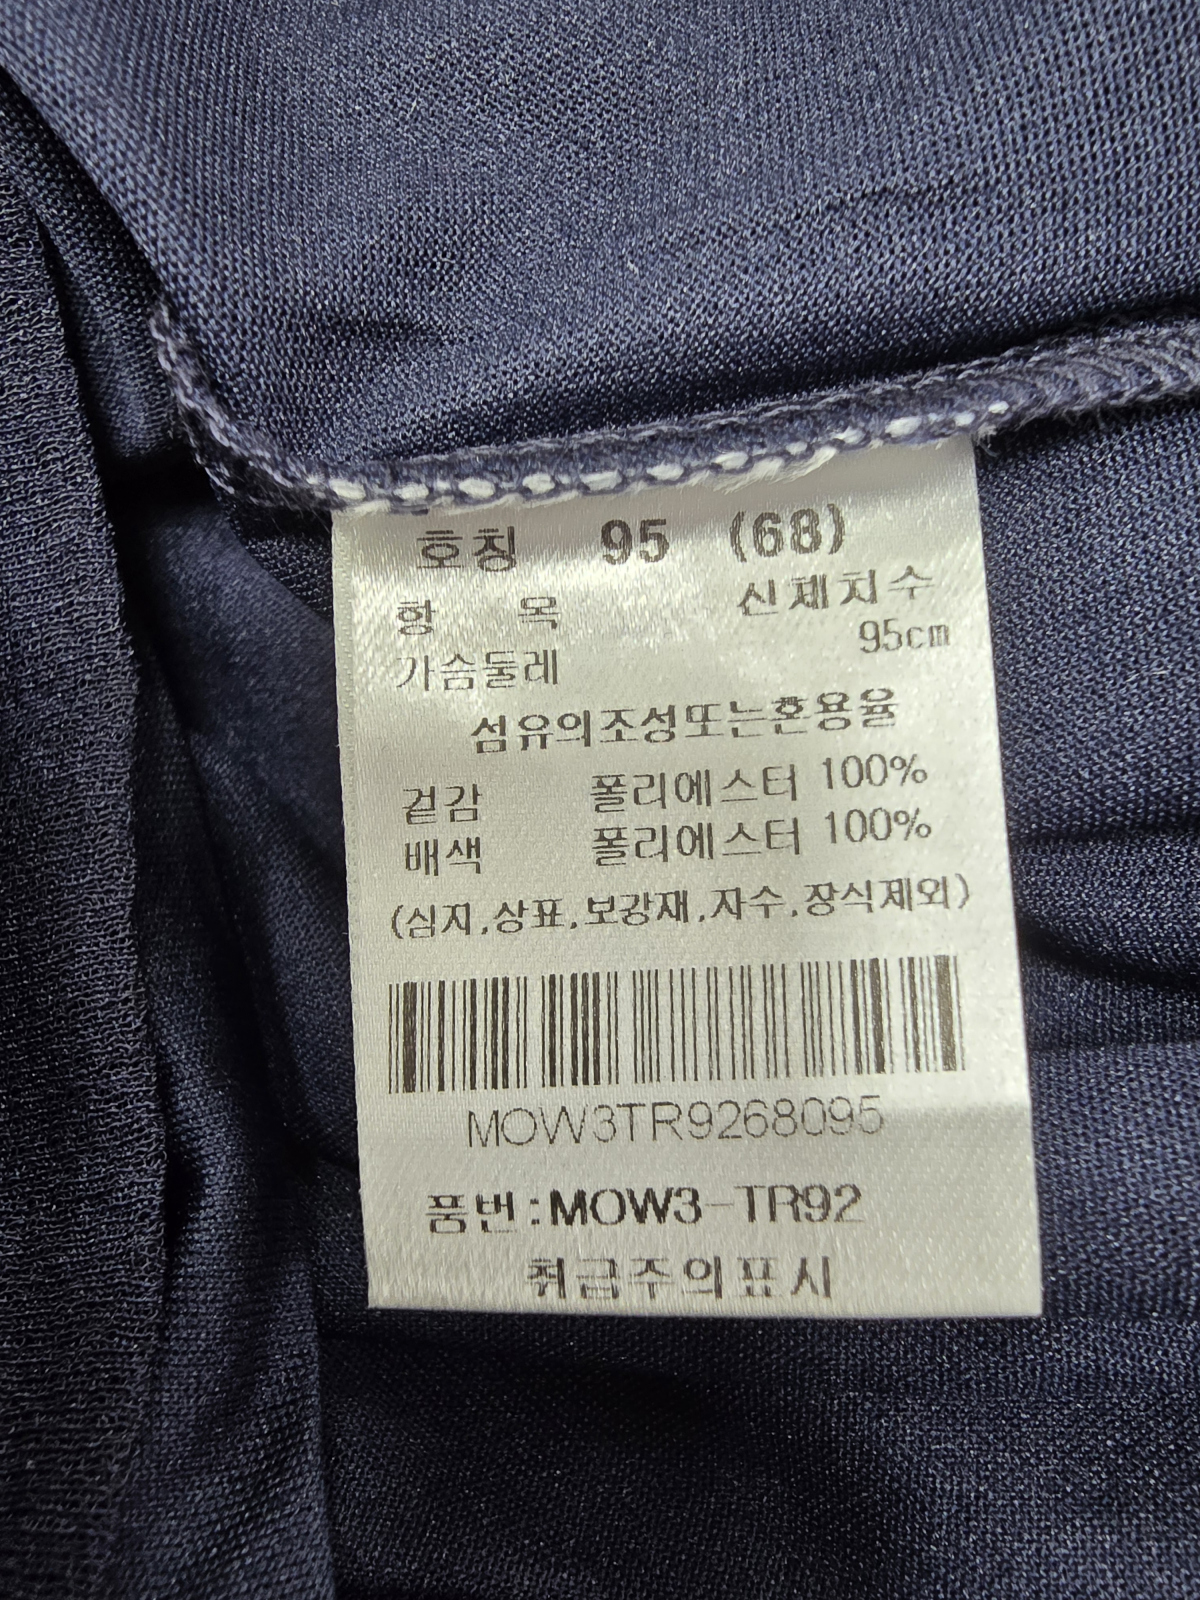 호칭 95 (68)
항 목 신체치수
가슴둘레 95cm
섬유의조성또는혼용율
겉감 폴리에스터 100%
배색 폴리에스터 100%
(심지,상표,보강재,자수,장식제외)
MOW3TR9268095
품번:MOW3-TR92
취급주의표시